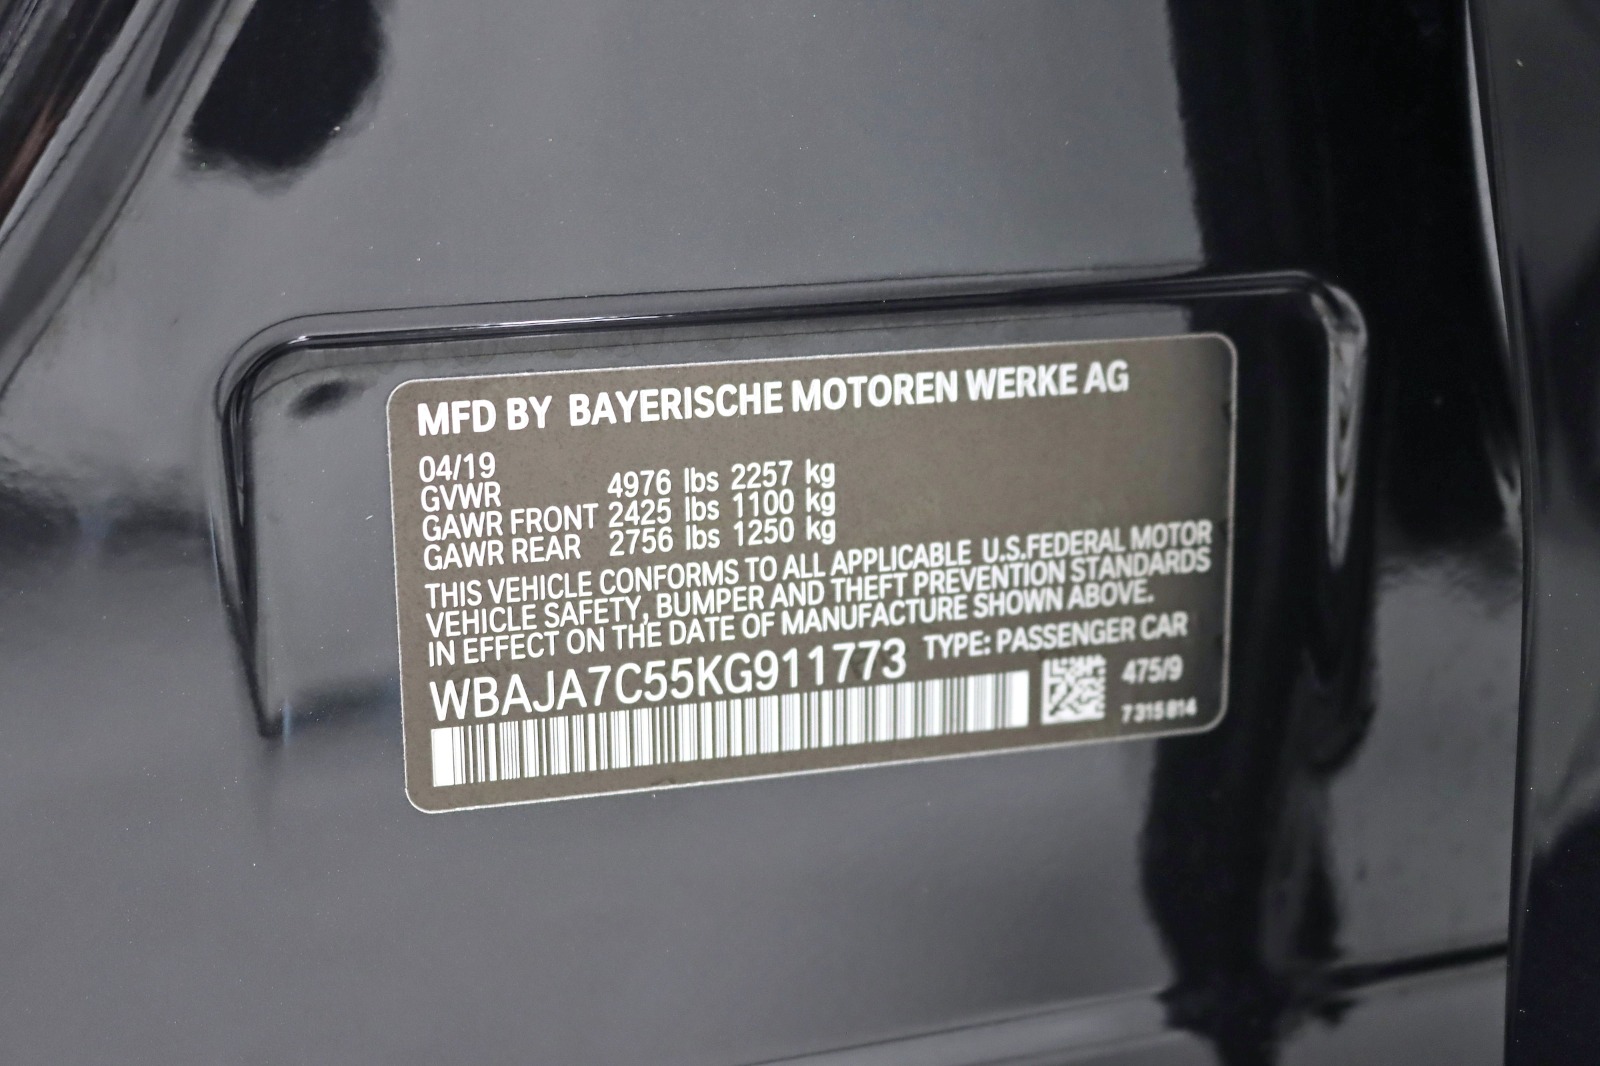 MFD BY BAYERISCHE MOTOREN WERKE AG
04/19
GVWR 4976 lbs 2257 kg
GAWR FRONT 2425 lbs 1100 kg
GAWR REAR 2756 lbs 1250 kg
THIS VEHICLE CONFORMS TO ALL APPLICABLE U.S.FEDERAL MOTOR
VEHICLE SAFETY, BUMPER AND THEFT PREVENTION STANDARDS
IN EFFECT ON THE DATE OF MANUFACTURE SHOWN ABOVE.
WBAJA7C55KG911773 TYPE: PASSENGER CAR
475/9
7 315 814